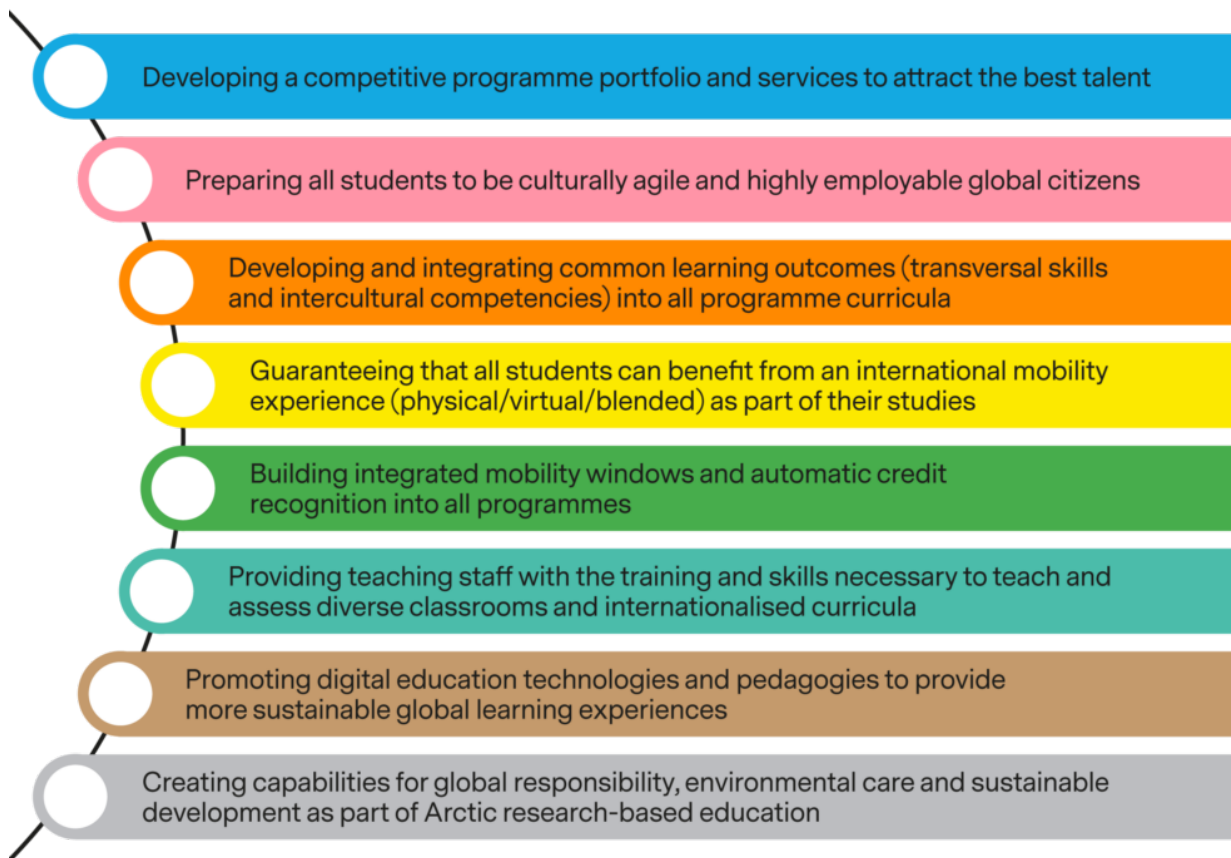 Developing a competitive programme portfolio and services to attract the best talent
Preparing all students to be culturally agile and highly employable global citizens
Developing and integrating common learning outcomes (transversal skills
and intercultural competencies) into all programme curricula
Guaranteeing that all students can benefit from an international mobility
experience (physical/virtual/blended) as part of their studies
Building integrated mobility windows and automatic credit
recognition into all programmes
Providing teaching staff with the training and skills necessary to teach and
assess diverse classrooms and internationalised curricula
Promoting digital education technologies and pedagogies to provide
more sustainable global learning experiences
Creating capabilities for global responsibility, environmental care and sustainable
development as part of Arctic research-based education